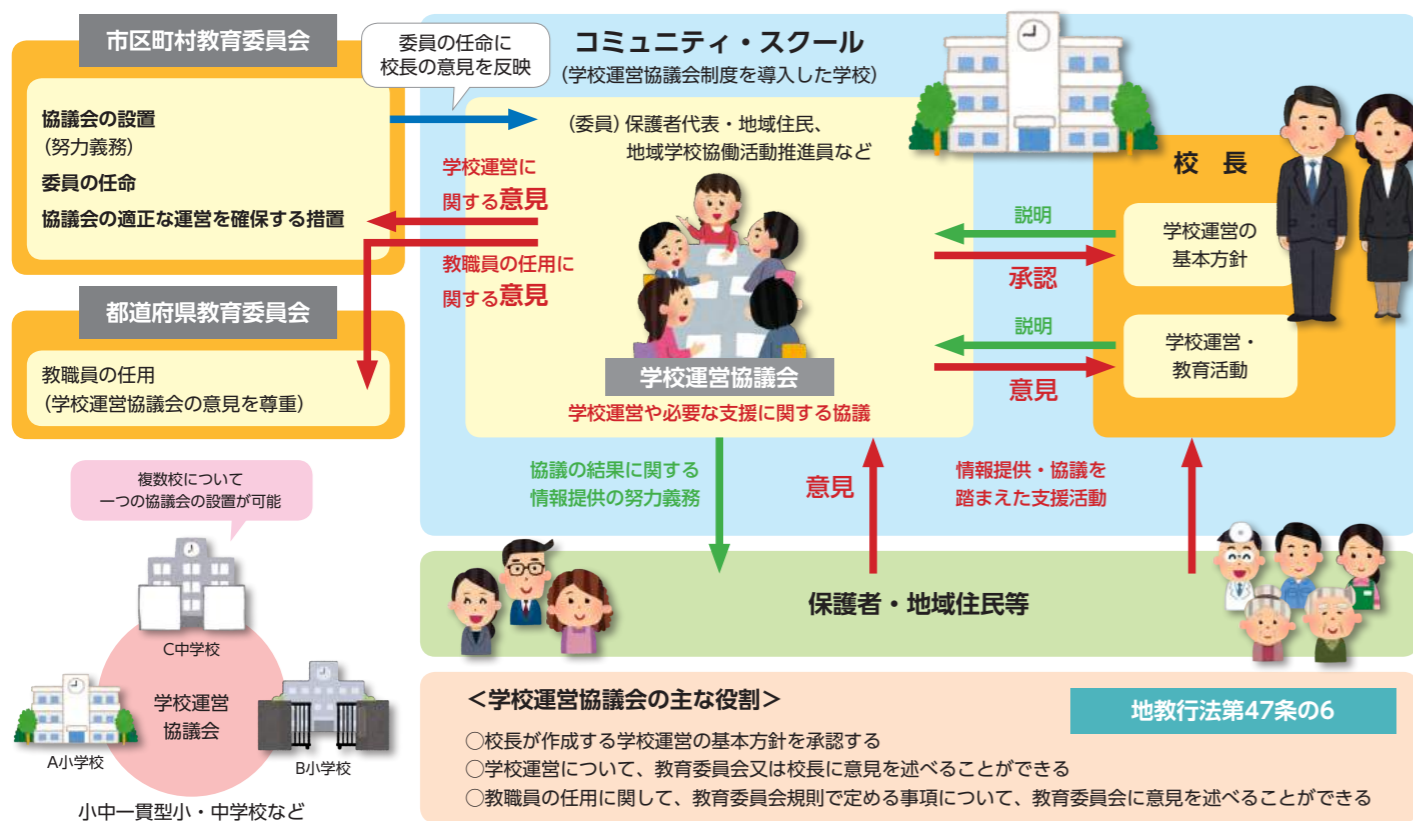 市区町村教育委員会
協議会の設置
(努力義務)
委員の任命
協議会の適正な運営を確保する措置
委員の任命に
校長の意見を反映
コミュニティ・スクール
(学校運営協議会制度を導入した学校)
(委員) 保護者代表・地域住民、
地域学校協働活動推進員など
学校運営に
関する意見
教職員の任用に
関する意見
都道府県教育委員会
教職員の任用
(学校運営協議会の意見を尊重)
学校運営協議会
学校運営や必要な支援に関する協議
校 長
説明
承認
学校運営の
基本方針
説明
意見
学校運営・
教育活動
協議の結果に関する
情報提供の努力義務
意見
情報提供・協議を
踏まえた支援活動
保護者・地域住民等
複数校について
一つの協議会の設置が可能
C中学校
学校運営
協議会
A小学校
B小学校
小中一貫型小・中学校など
<学校運営協議会の主な役割>
地教行法第47条の6
○校長が作成する学校運営の基本方針を承認する
○学校運営について、教育委員会又は校長に意見を述べることができる
○教職員の任用に関して、教育委員会規則で定める事項について、教育委員会に意見を述べることができる